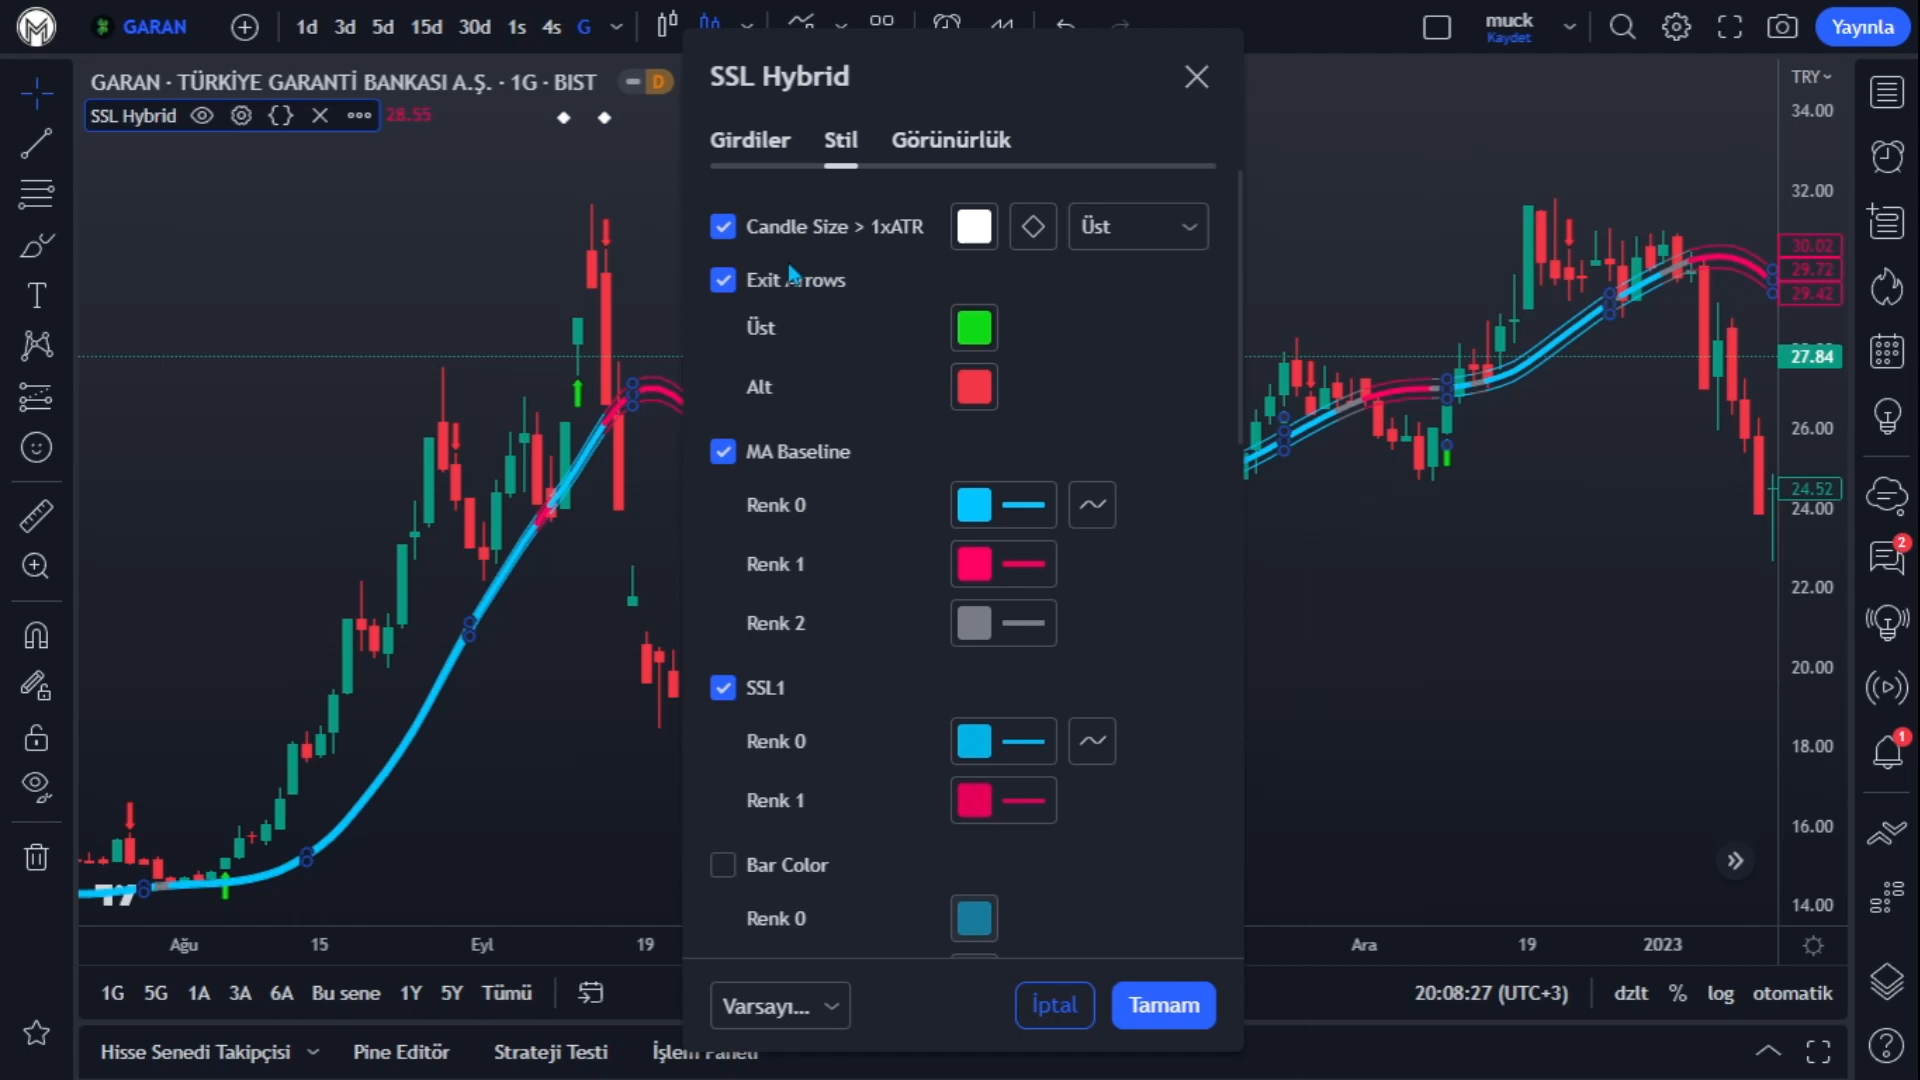 GARAN
1d 3d 5d 15d 30d 1s 4s G
muck
Kaydet
Yayınla
GARAN · TÜRKİYE GARANTİ BANKASI A.Ş. · 1G · BIST
D
SSL Hybrid
28.55
SSL Hybrid
Girdiler Stil Görünürlük
Candle Size > 1xATR
Üst
Exit Arrows
Üst
Alt
MA Baseline
Renk 0
Renk 1
Renk 2
SSL1
Renk 0
Renk 1
Bar Color
Renk 0
Varsayı...
İptal
Tamam
TRY
34.00
32.00
30.02
29.72
29.42
27.84
26.00
24.52
24.00
22.00
20.00
18.00
16.00
14.00
2
1
Ağu 15 Eyl 19 Ara 19 2023
1G 5G 1A 3A 6A Bu sene 1Y 5Y Tümü
20:08:27 (UTC+3) dzlt % log otomatik
Hisse Senedi Takipçisi Pine Editör Strateji Testi İşlem Paneli